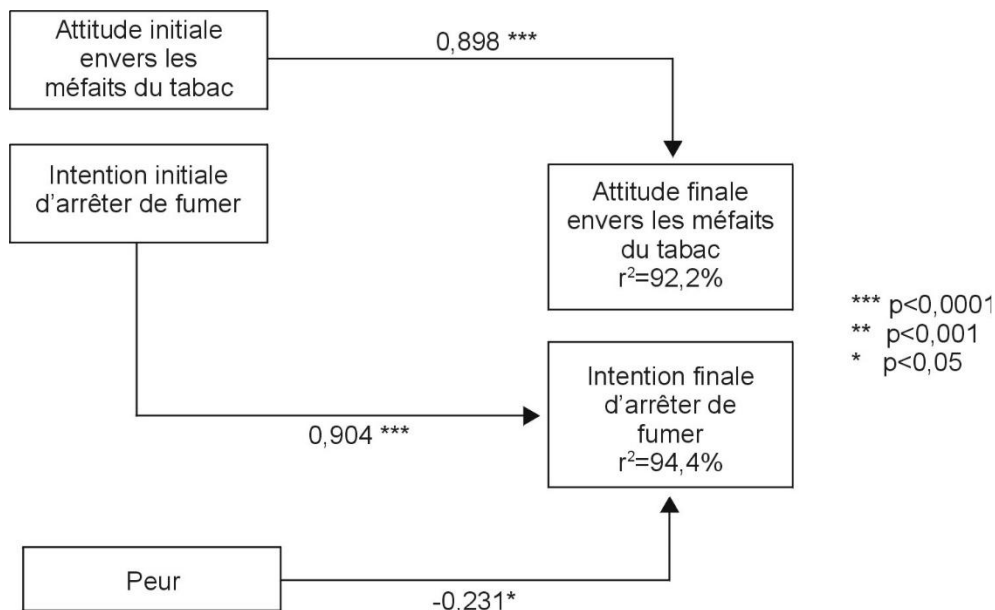 Attitude initiale
envers les
méfaits du tabac
0,898 ***
Intention initiale
d'arrêter de fumer
Attitude finale
envers les méfaits
du tabac
r²=92,2%
*** p<0,0001
** p<0,001
* p<0,05
Intention finale
d'arrêter de
fumer
r²=94,4%
0,904 ***
Peur
-0.231*